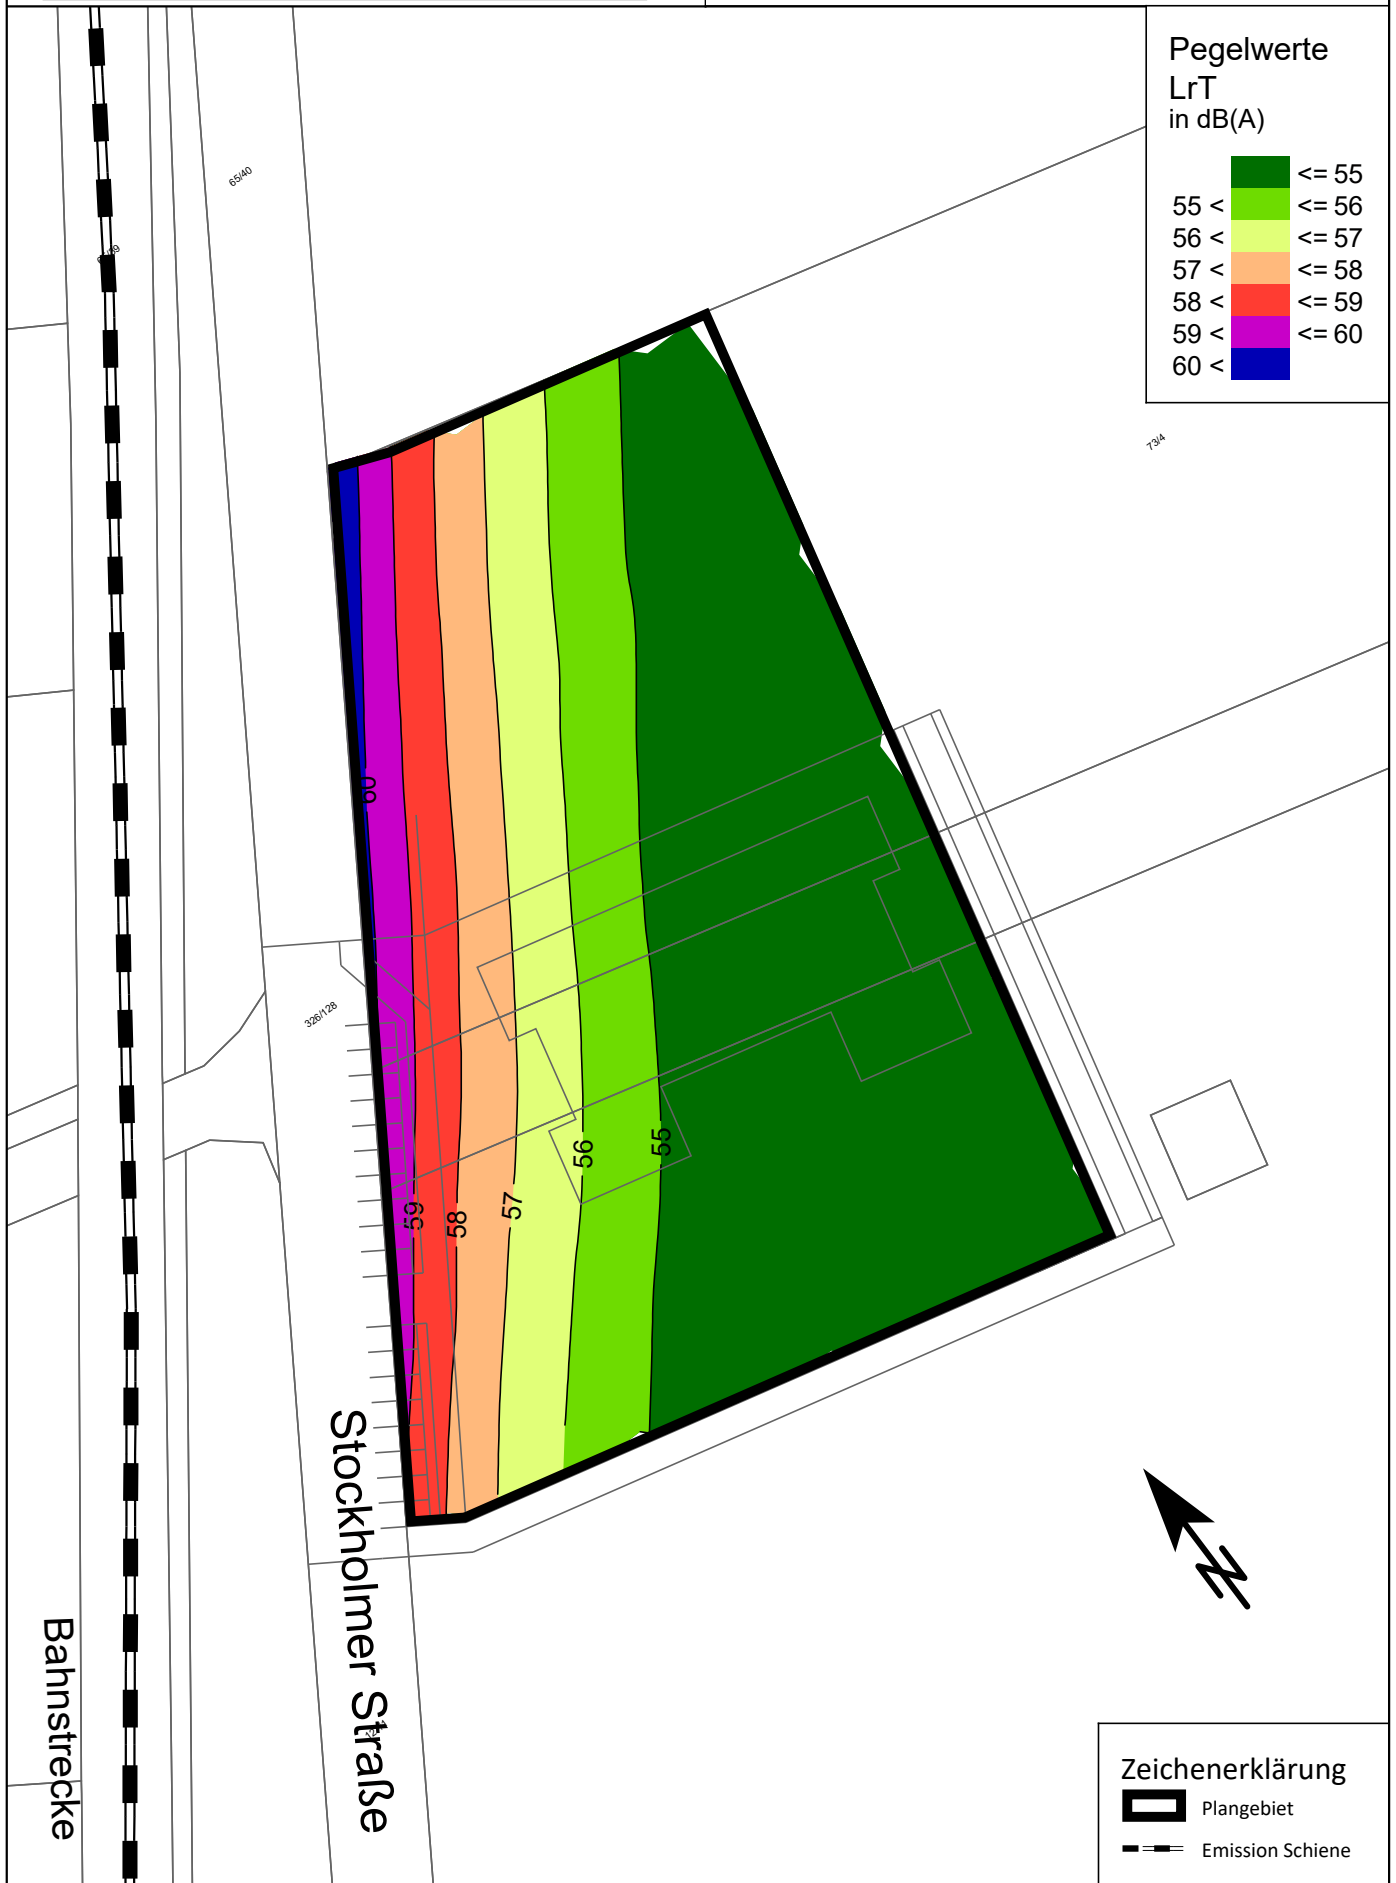 Pegelwerte
LrT
in dB(A)
<= 55
55 < <= 56
56 < <= 57
57 < <= 58
58 < <= 59
59 < <= 60
60 <
65/40
73/4
60
326/128
59
58
57
56
55
Stockholmer Straße
Bahnstrecke
Zeichenerklärung
Plangebiet
Emission Schiene